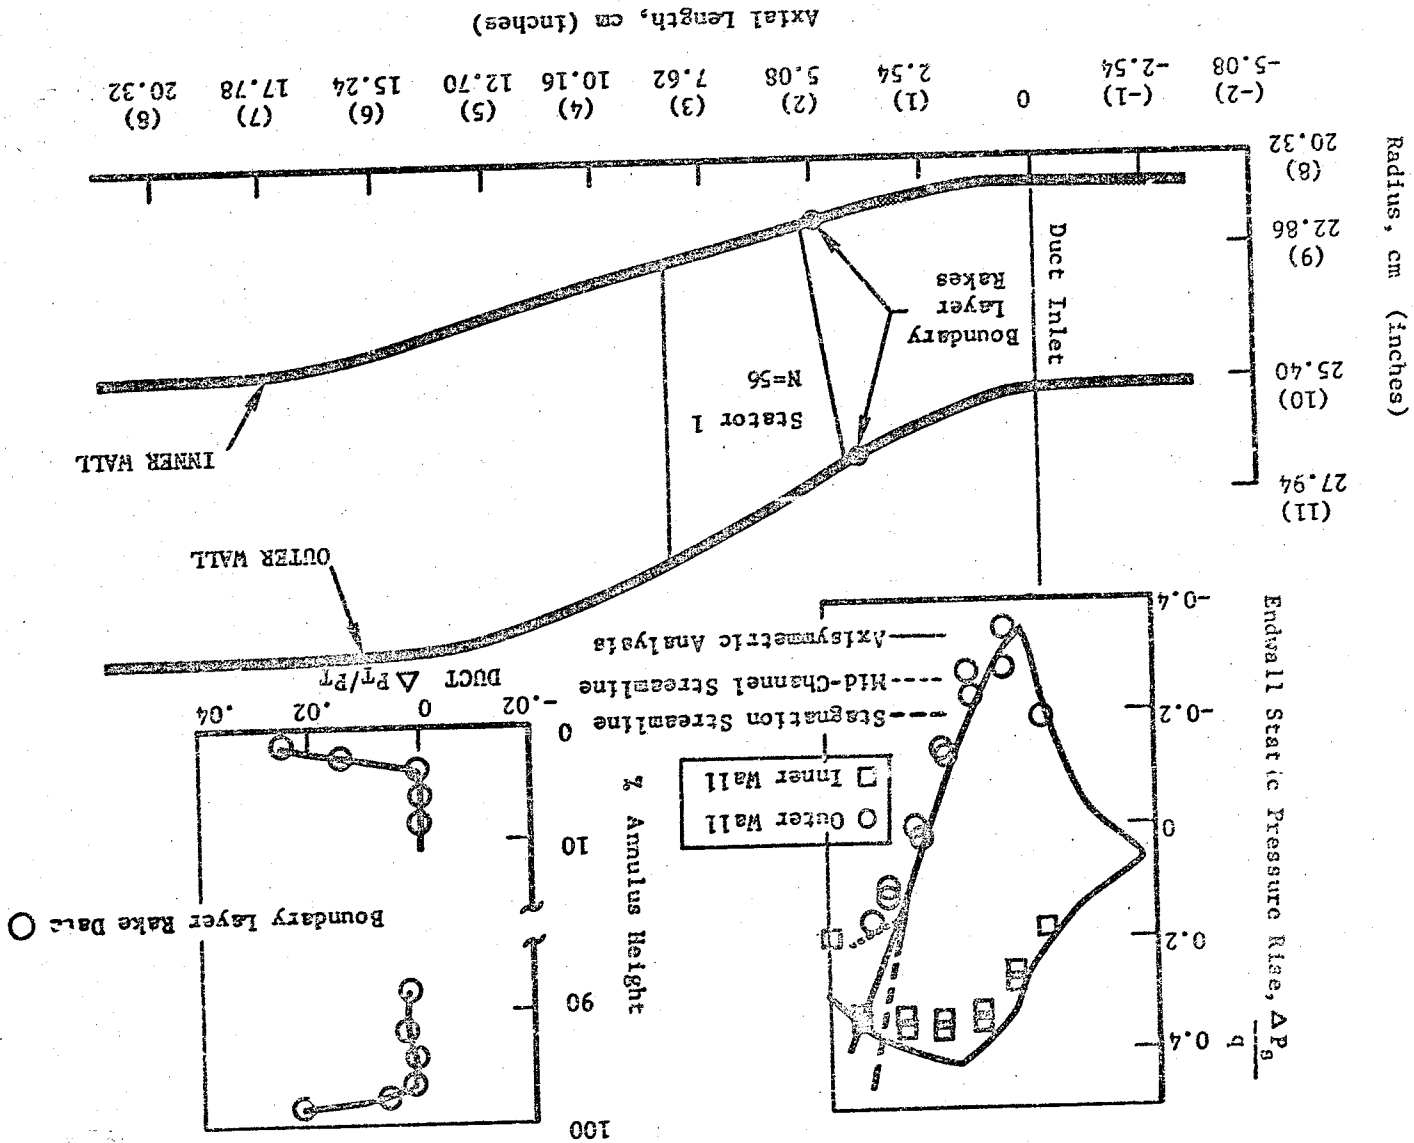 Endwall Static Pressure Rise, ΔPs
q
0.4
0.2
0
-0.2
-0.4
○ Outer Wall
□ Inner Wall
Stagnation Streamline
Mid-Channel Streamline
Axisymetric Analysis
% Annulus Height
100
90
10
0
○ Boundary Layer Rake Data
-.02
0
.02
.04
DUCT Δ PT/PT
OUTER WALL
INNER WALL
Radius, cm (inches)
(11)
27.94
(10)
25.40
(9)
22.86
(8)
20.32
Duct Inlet
Boundary
Layer
Rakes
Stator 1
N=56
(-2)
-5.08
(-1)
-2.54
0
(1)
2.54
(2)
5.08
(3)
7.62
(4)
10.16
(5)
12.70
(6)
15.24
(7)
17.78
(8)
20.32
Axial Length, cm (inches)